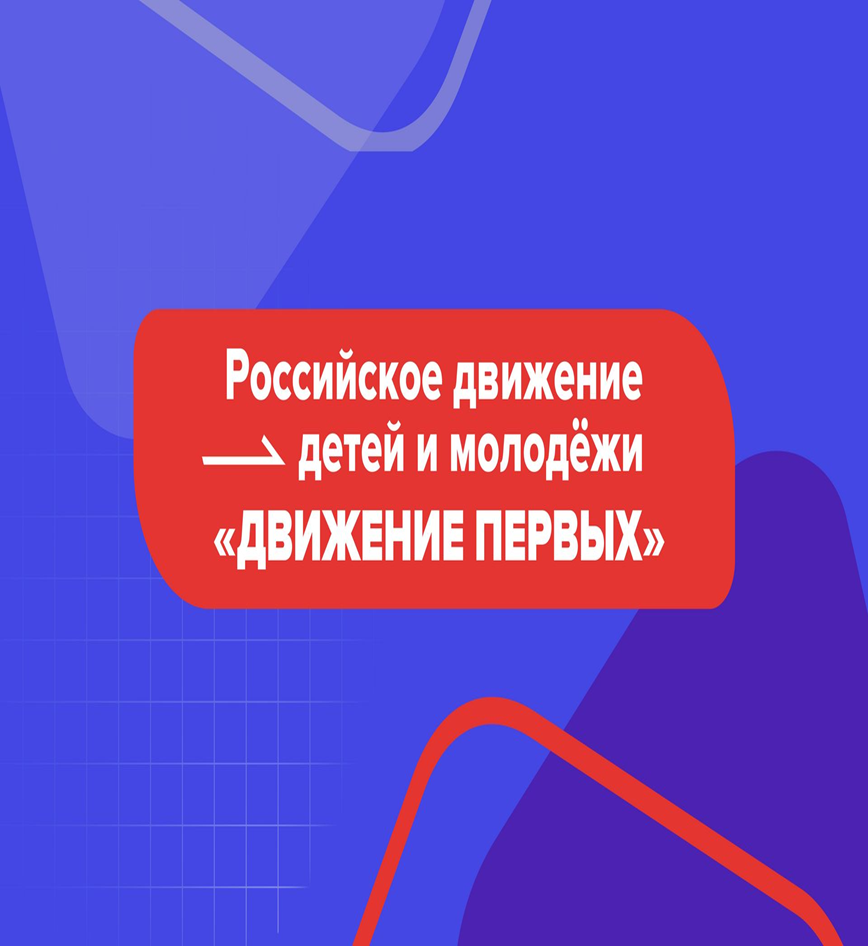 Российское движение
детей и молодёжи
«ДВИЖЕНИЕ ПЕРВЫХ»